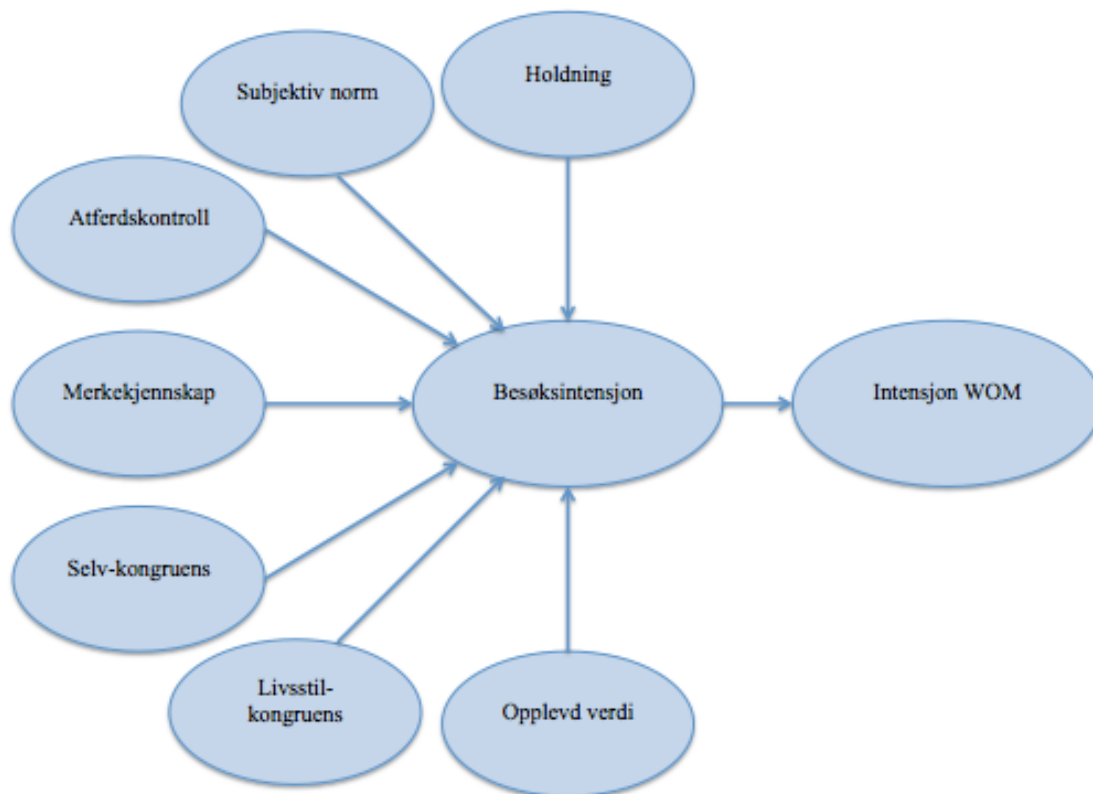 Holdning
Subjektiv norm
Atferdskontroll
Merkekjennskap
Besøksintensjon
Intensjon WOM
Selv-kongruens
Livsstil-
kongruens
Opplevd verdi